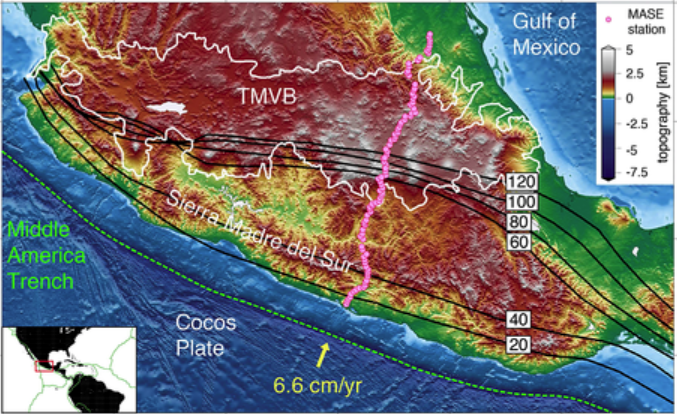 Gulf of
Mexico
MASE
station
5
2.5
0
-2.5
-5
-7.5
topography [km]
TMVB
120
100
80
60
Sierra Madre del Sur
Middle
America
Trench
40
20
Cocos
Plate
6.6 cm/yr